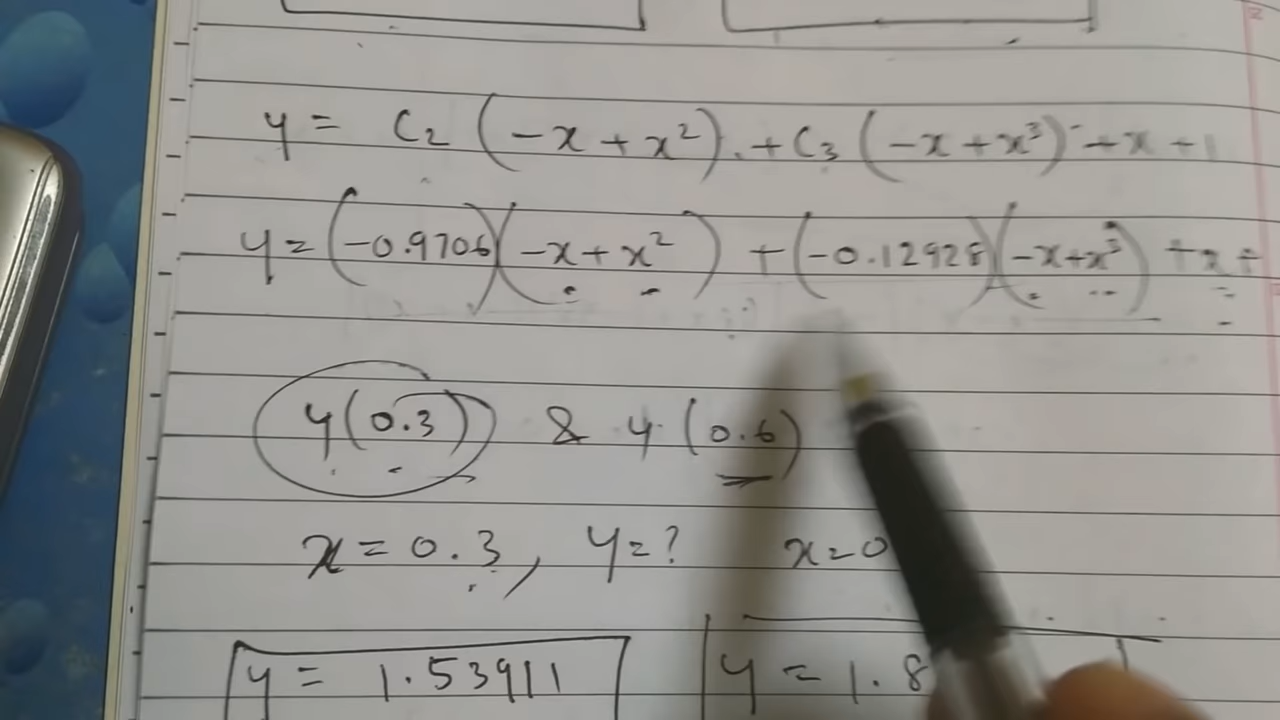 y = C₂ (-x + x²) . + C₃ (-x + x³) + x + 1
y = (-0.9706)(-x + x²) + (-0.12928)(-x + x³) + x +
y(0.3) & y(0.6)
x = 0.3, y = ? x = 0
y = 1.53911 y = 1.8